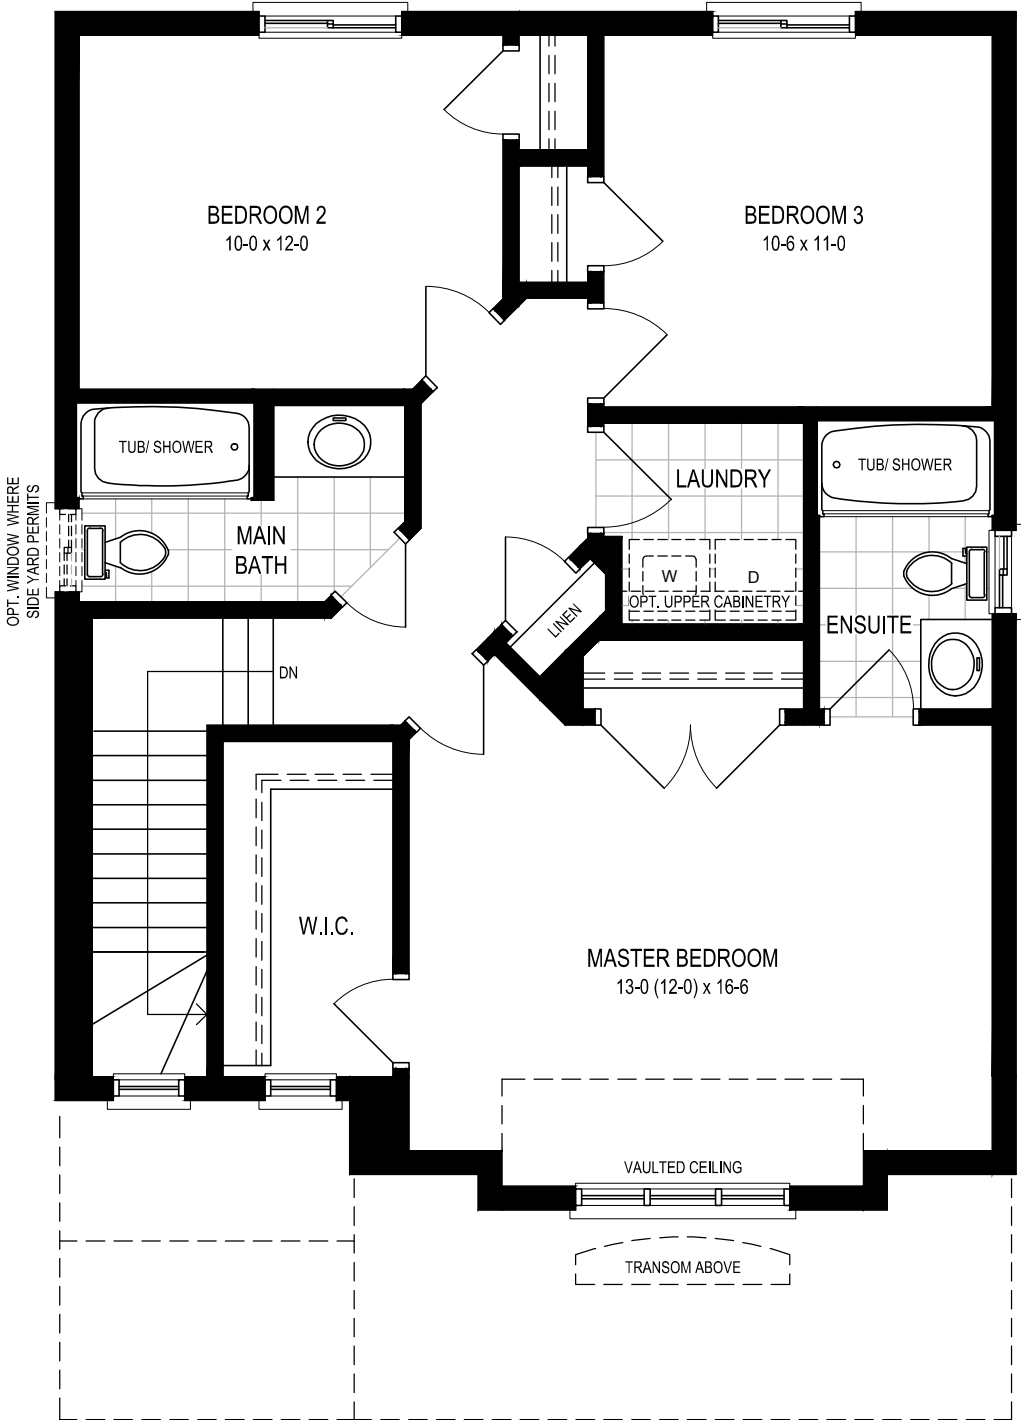 BEDROOM 2
10-0 x 12-0
BEDROOM 3
10-6 x 11-0
TUB/ SHOWER
TUB/ SHOWER
LAUNDRY
OPT. WINDOW WHERE
SIDE YARD PERMITS
MAIN
BATH
W
D
OPT. UPPER CABINETRY
LINEN
ENSUITE
DN
W.I.C.
MASTER BEDROOM
13-0 (12-0) x 16-6
VAULTED CEILING
TRANSOM ABOVE